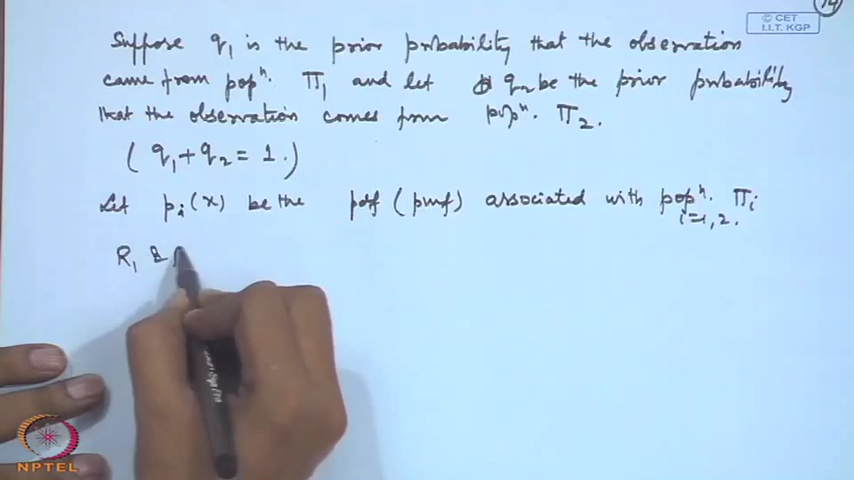 14
© CET
I.I.T. KGP
Suppose q₁ is the prior probability that the observation
came from popⁿ. Π₁ and let q₂ be the prior probability
that the observation comes from popⁿ. Π₂.
(q₁+q₂ = 1.)
Let pᵢ(x) be the pdf (pmf) associated with popⁿ. Πᵢ
i=1,2.
R₁ &
NPTEL